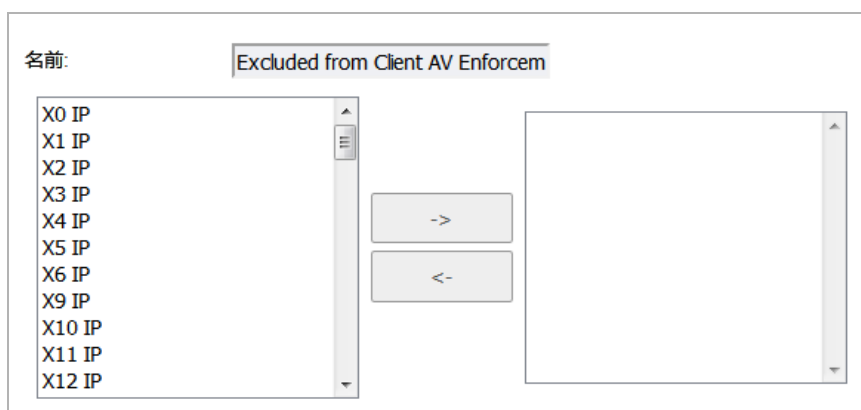 名前:
Excluded from Client AV Enforcem
X0 IP
X1 IP
X2 IP
X3 IP
X4 IP
X5 IP
X6 IP
X9 IP
X10 IP
X11 IP
X12 IP
->
<-